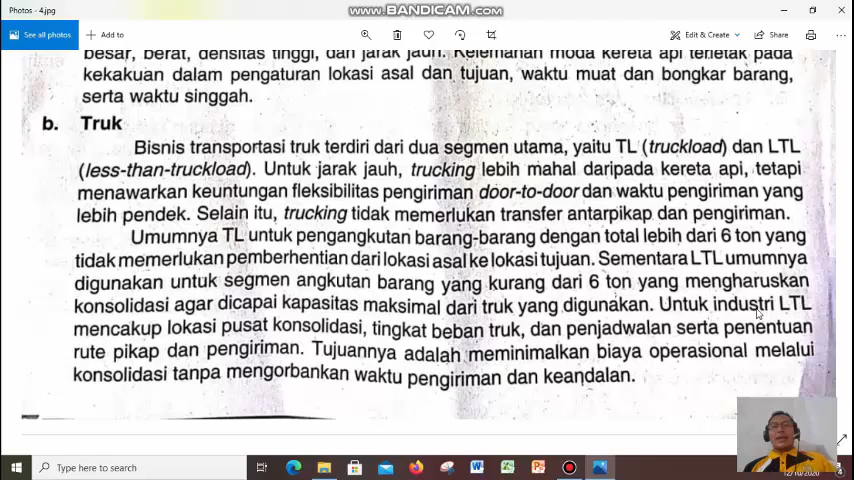 Photos - 4.jpg
www.BANDICAM.com
See all photos
Add to
Edit & Create
Share
besar, berat, densitas tinggi, dan jarak jauh. Kelemahan moda kereta api terletak pada
kekakuan dalam pengaturan lokasi asal dan tujuan, waktu muat dan bongkar barang,
serta waktu singgah.
b. Truk
Bisnis transportasi truk terdiri dari dua segmen utama, yaitu TL (truckload) dan LTL
(less-than-truckload). Untuk jarak jauh, trucking lebih mahal daripada kereta api, tetapi
menawarkan keuntungan fleksibilitas pengiriman door-to-door dan waktu pengiriman yang
lebih pendek. Selain itu, trucking tidak memerlukan transfer antarpikap dan pengiriman.
Umumnya TL untuk pengangkutan barang-barang dengan total lebih dari 6 ton yang
tidak memerlukan pemberhentian dari lokasi asal ke lokasi tujuan. Sementara LTL umumnya
digunakan untuk segmen angkutan barang yang kurang dari 6 ton yang mengharuskan
konsolidasi agar dicapai kapasitas maksimal dari truk yang digunakan. Untuk industri LTL
mencakup lokasi pusat konsolidasi, tingkat beban truk, dan penjadwalan serta penentuan
rute pikap dan pengiriman. Tujuannya adalah meminimalkan biaya operasional melalui
konsolidasi tanpa mengorbankan waktu pengiriman dan keandalan.
Type here to search
12/10/2020